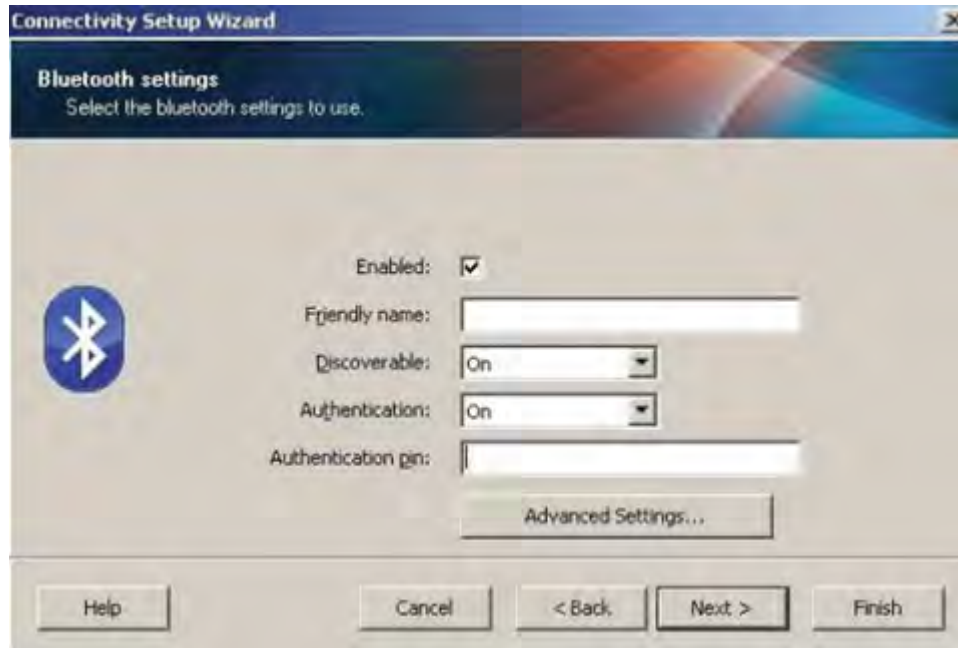 Connectivity Setup Wizard
Bluetooth settings
Select the bluetooth settings to use.
Enabled:
Friendly name:
Discoverable:
On
Authentication:
On
Authentication pin:
Advanced Settings...
Help
Cancel
< Back
Next >
Finish